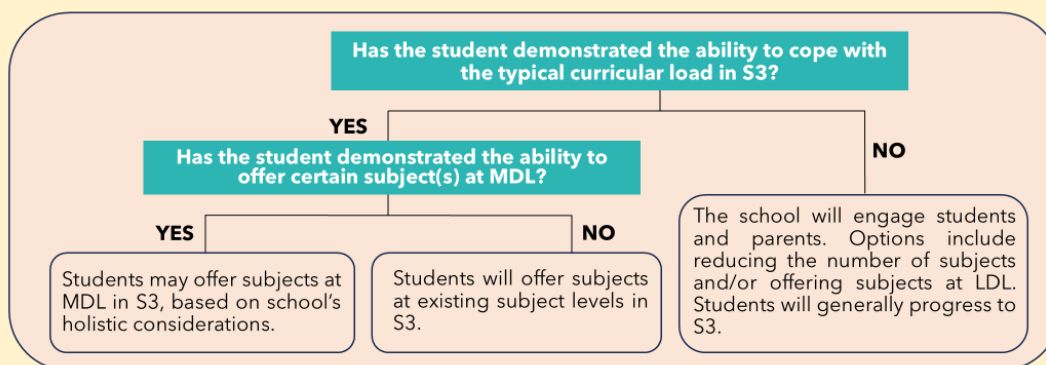 Has the student demonstrated the ability to cope with
the typical curricular load in S3?
YES
NO
Has the student demonstrated the ability to
offer certain subject(s) at MDL?
YES
NO
Students may offer subjects at
MDL in S3, based on school's
holistic considerations.
Students will offer subjects
at existing subject levels in
S3.
The school will engage students
and parents. Options include
reducing the number of subjects
and/or offering subjects at LDL.
Students will generally progress to
S3.